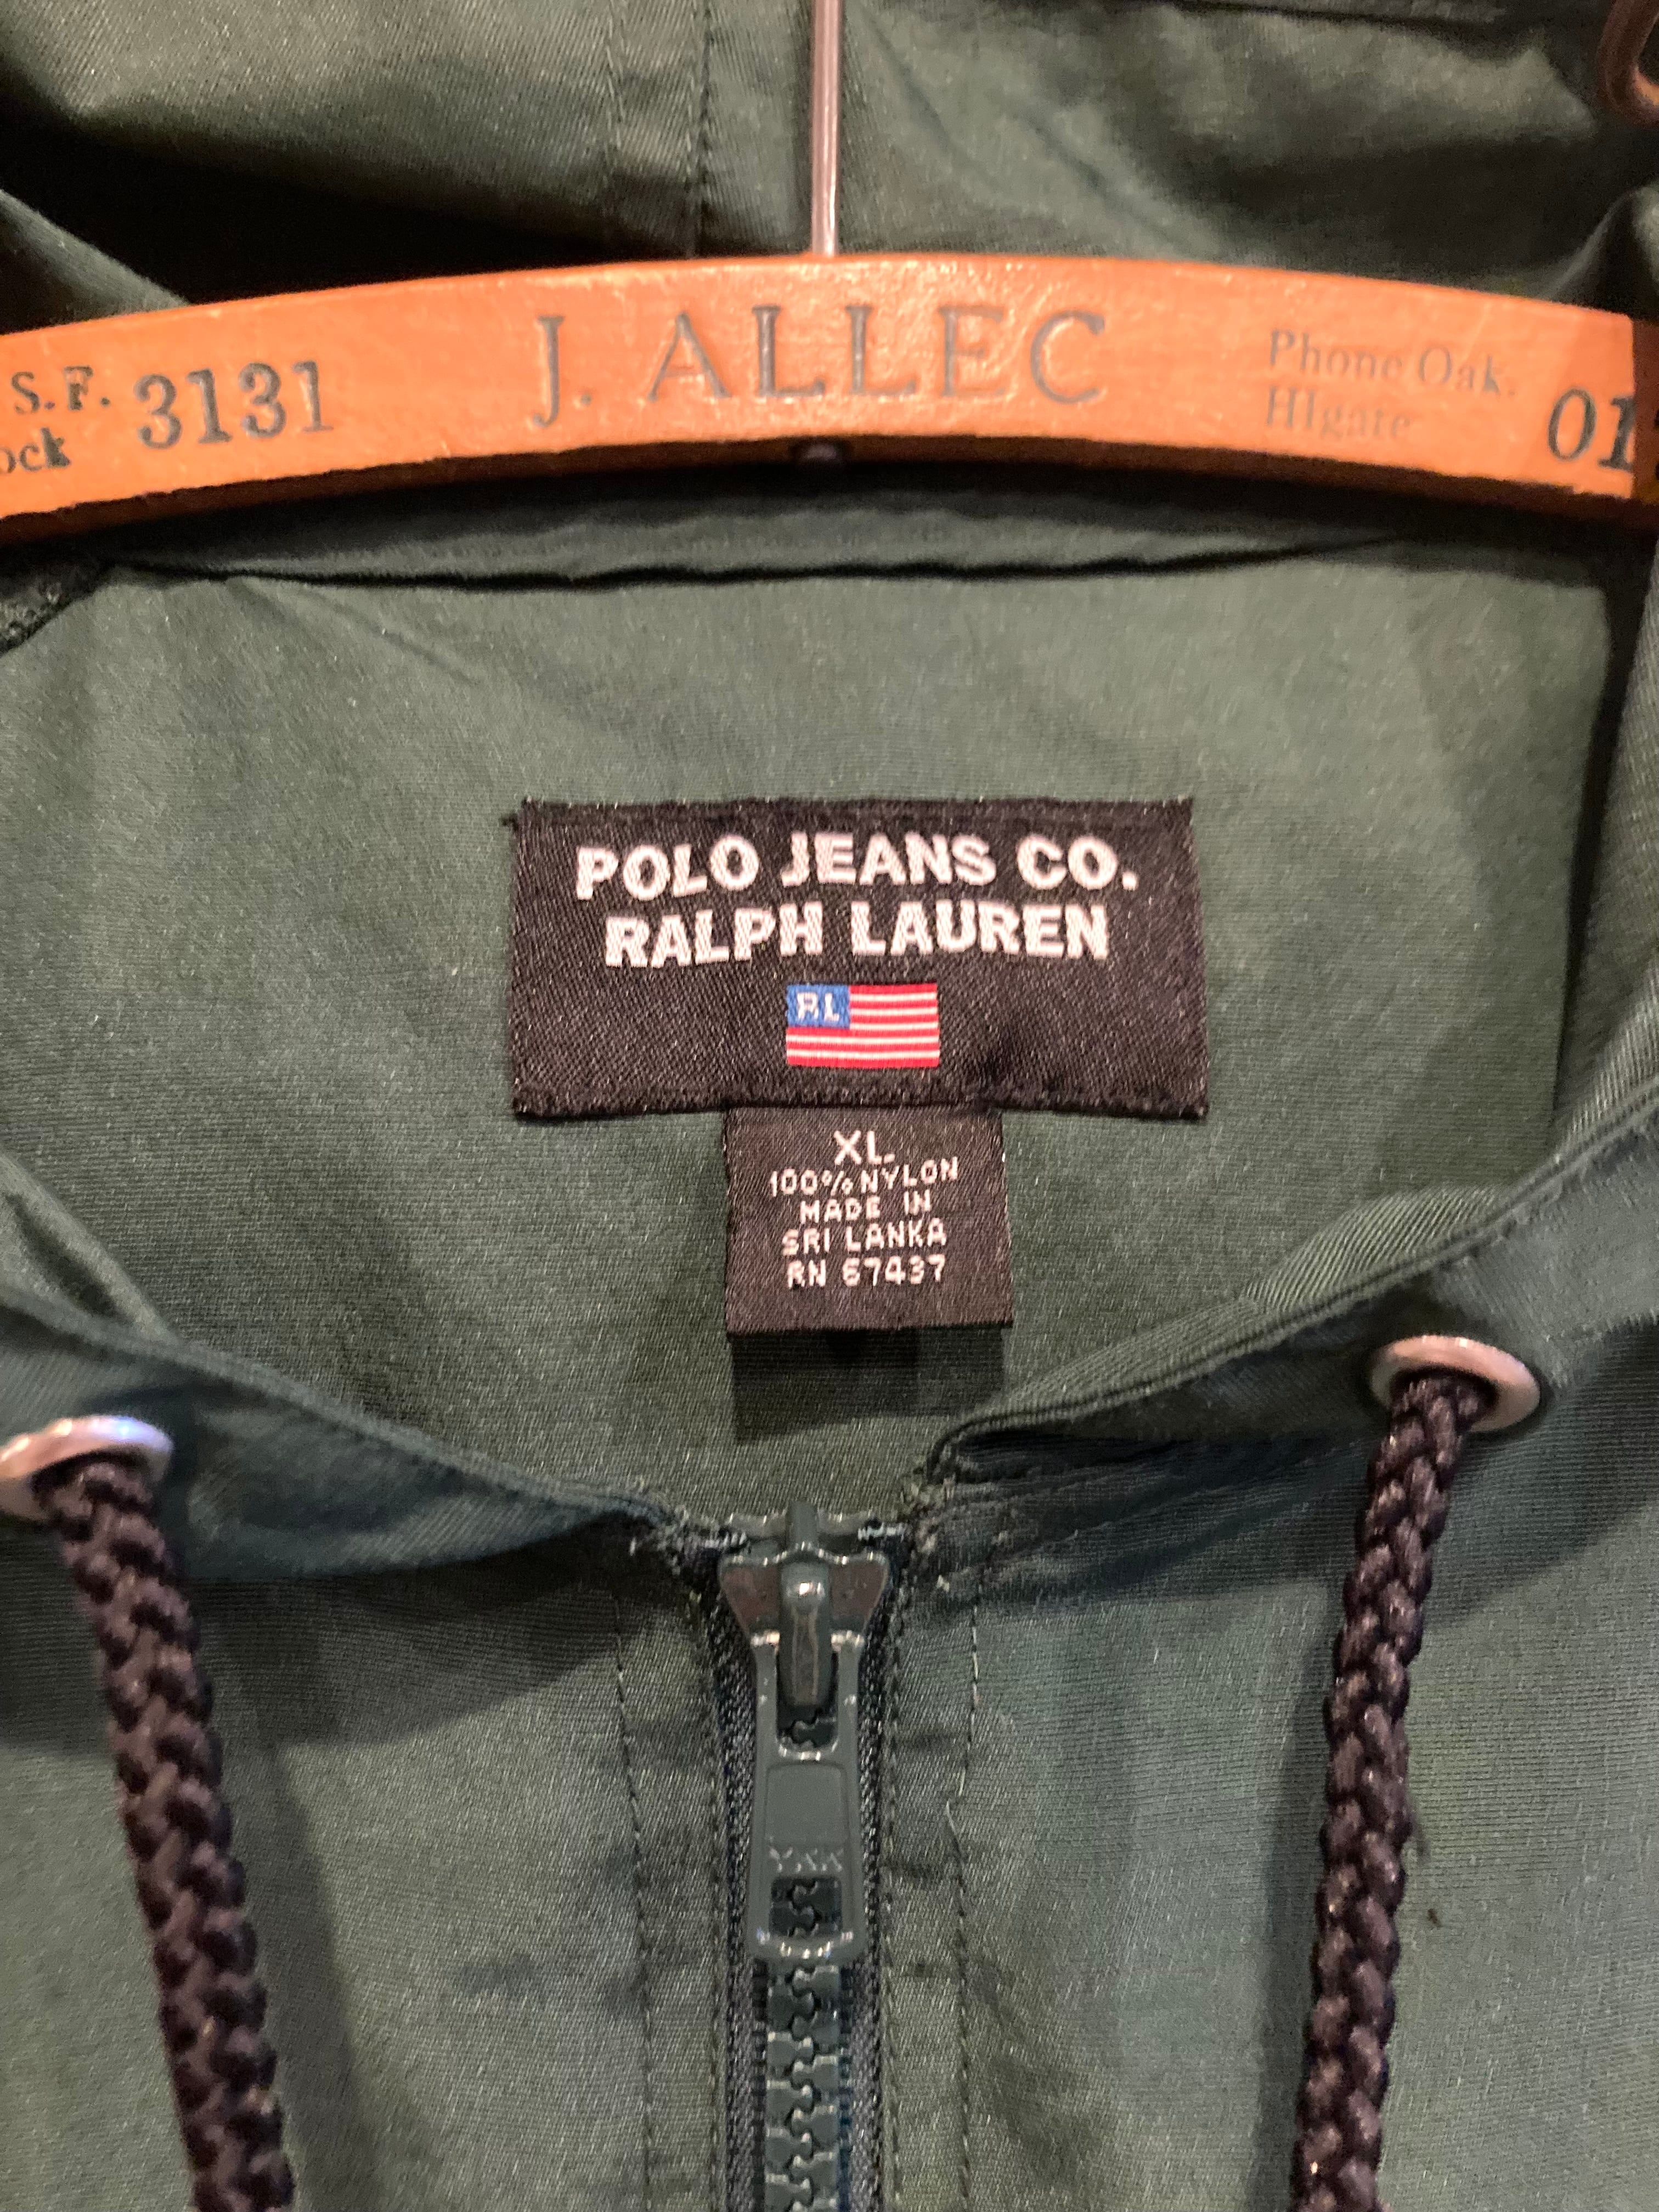 S.F.
ock
3131
J. ALLEC
Phone Oak.
HIgate
01
POLO JEANS CO.
RALPH LAUREN
RL
XL
100% NYLON
MADE IN
SRI LANKA
RN 67437
YKK